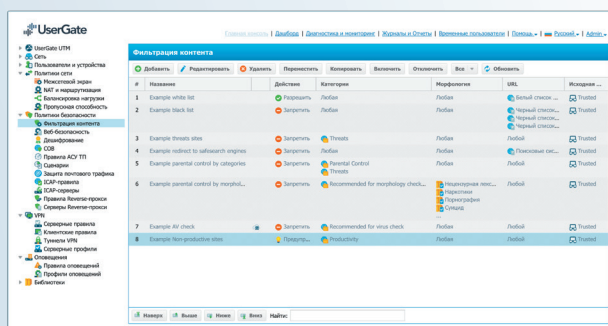 UserGate
Главная консоль | Дашборд | Диагностика и мониторинг | Журналы и Отчеты | Временные пользователи | Помощь | Русский | Admin
UserGate UTM
Сеть
Пользователи и устройства
Политики сети
Межсетевой экран
NAT и маршрутизация
Балансировка нагрузки
Пропускная способность
Политики безопасности
Фильтрация контента
Веб-безопасность
Дешифрование
СОВ
Правила АСУ ТП
Сценарии
Защита почтового трафика
ICAP-правила
ICAP-серверы
Правила Reverse-прокси
Серверы Reverse-прокси
VPN
Серверные правила
Клиентские правила
Туннели VPN
Серверные профили
Оповещения
Правила оповещений
Профили оповещений
Библиотеки
Фильтрация контента
Добавить Редактировать Удалить Переместить Копировать Включить Отключить Все Обновить
# Название Действие Категория Морфология URL Исходная ...
1 Example white list Разрешить Любая Любая Белый список ... Trusted
2 Example black list Запретить Любая Любая Черный список... Trusted
Черный список...
Черный список...
3 Example threats sites Запретить Threats Любая Любой Trusted
4 Example redirect to safesearch engines Запретить Любая Любая Поисковые сис... Trusted
5 Example parental control by categories Запретить Parental Control Любая Любой Trusted
Threats
6 Example parental control by morphol... Запретить Recommended for morphology check... Нецензурная лекс... Любой Trusted
Наркотики
Порнография
Суицид
...
7 Example AV check Запретить Recommended for virus check Любая Любой Trusted
8 Example Non-productive sites Предупр... Productivity Любая Любой Trusted
Наверх Выше Ниже Вниз Найти: